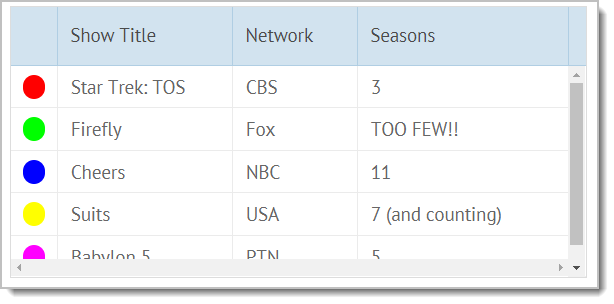 Show Title Network Seasons
Star Trek: TOS CBS 3
Firefly Fox TOO FEW!!
Cheers NBC 11
Suits USA 7 (and counting)
Babylon 5 PTN 5